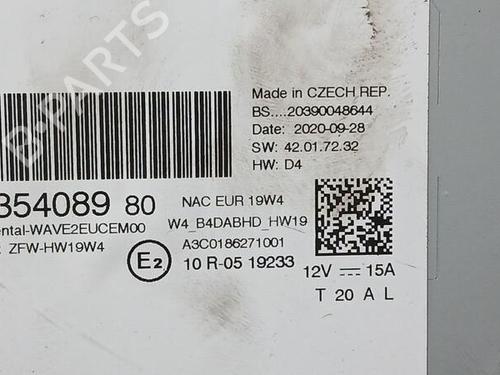 B-PARTS
Made in CZECH REP.
BS....20390048644
Date: 2020-09-28
SW: 42.01.72.32
HW: D4
354089 80
ental-WAVE2EUCEM00
ZFW-HW19W4
NAC EUR 19W4
W4_B4DABHD_HW19
A3C0186271001
E2
10 R-05 19233
12V ⎓ 15A
T 20 A L